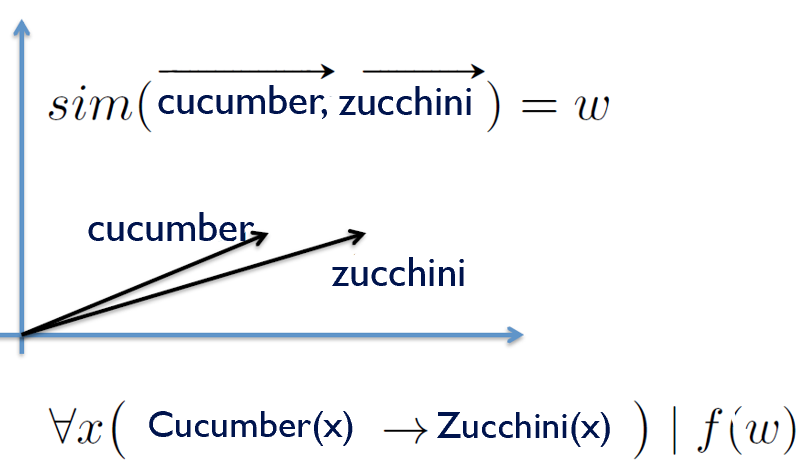 sim(cucumber, zucchini) = w
cucumber
zucchini
∀x( Cucumber(x) → Zucchini(x) ) | f(w)